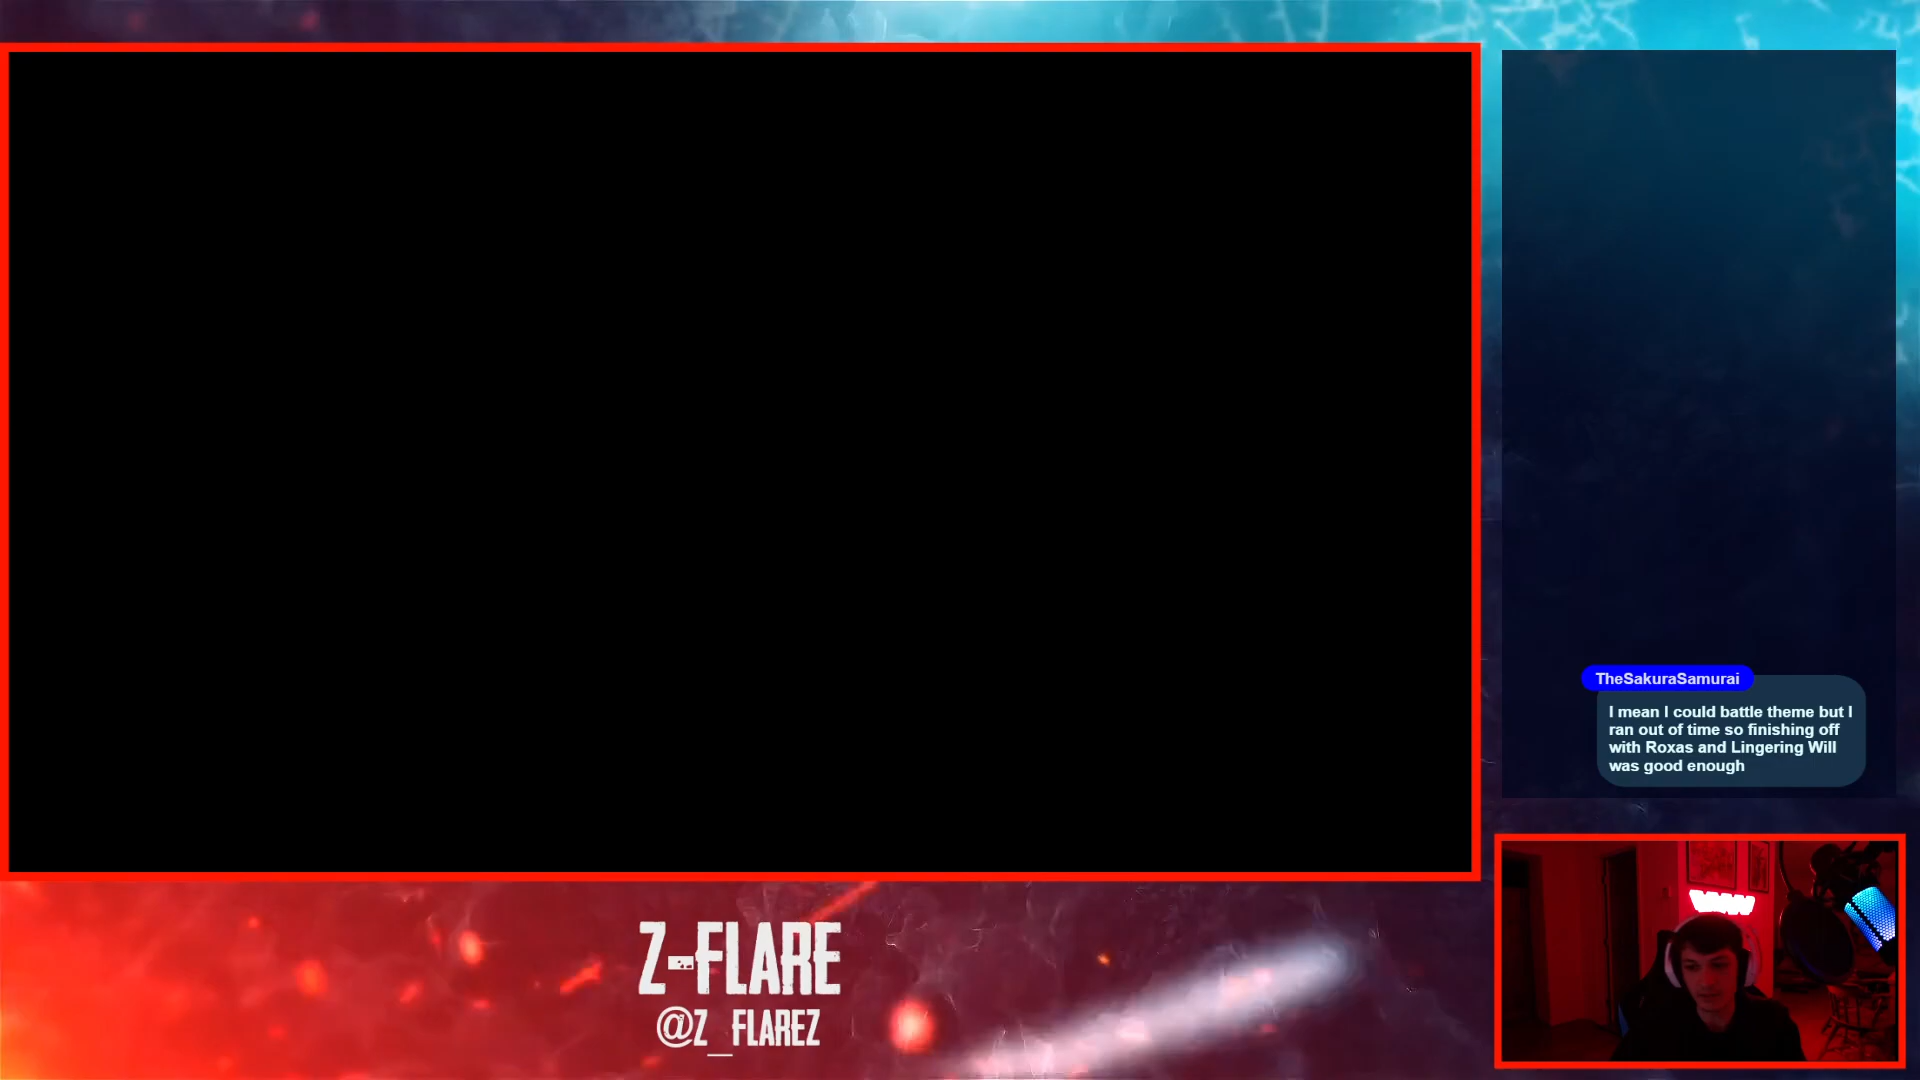 TheSakuraSamurai
I mean I could battle theme but I
ran out of time so finishing off
with Roxas and Lingering Will
was good enough
Z-FLARE
@Z_FLAREZ